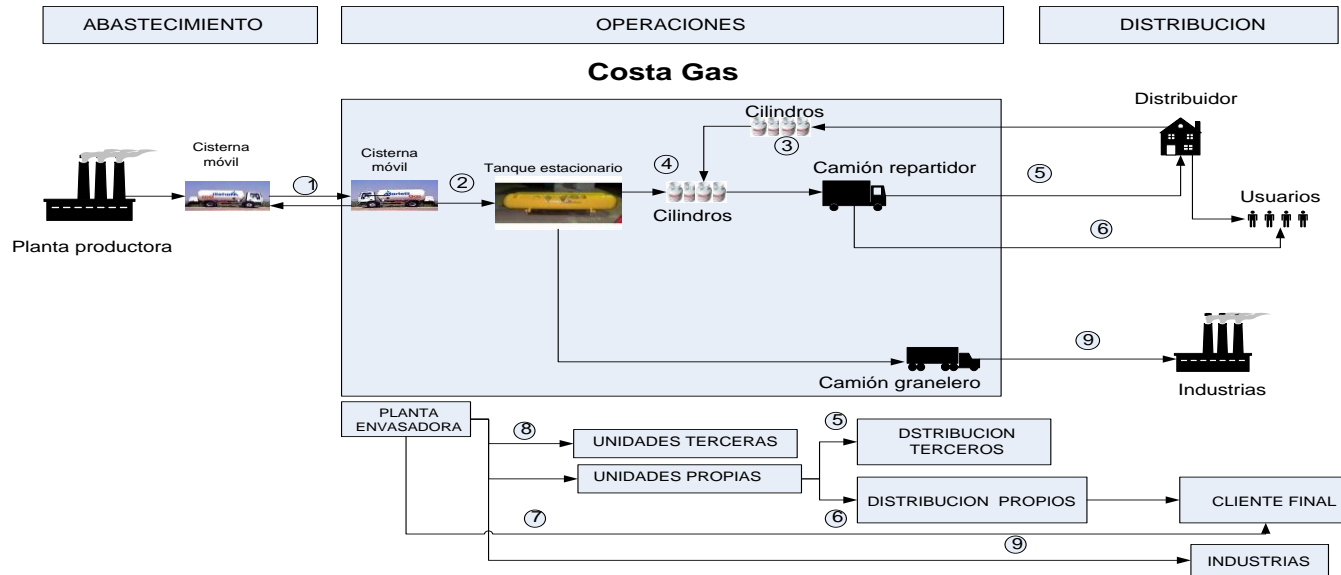 ABASTECIMIENTO
OPERACIONES
DISTRIBUCION
Costa Gas
Cilindros
Distribuidor
3
Cisterna
móvil
Cisterna
móvil
Tanque estacionario
4
Camión repartidor
5
1
2
Usuarios
Cilindros
6
Planta productora
9
Camión granelero
Industrias
PLANTA
ENVASADORA
8
UNIDADES TERCERAS
5
DSTRIBUCION
TERCEROS
UNIDADES PROPIAS
DISTRIBUCION PROPIOS
CLIENTE FINAL
7
6
9
INDUSTRIAS